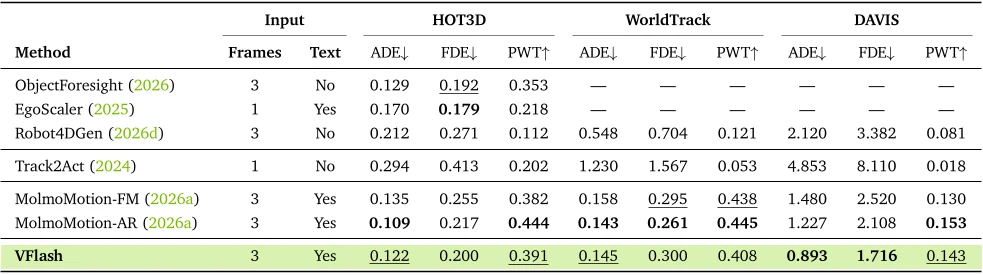 Input HOT3D WorldTrack DAVIS
Method Frames Text ADE↓ FDE↓ PWT↑ ADE↓ FDE↓ PWT↑ ADE↓ FDE↓ PWT↑
ObjectForesight (2026) 3 No 0.129 0.192 0.353 — — — — — —
EgoScaler (2025) 1 Yes 0.170 0.179 0.218 — — — — — —
Robot4DGen (2026d) 3 No 0.212 0.271 0.112 0.548 0.704 0.121 2.120 3.382 0.081
Track2Act (2024) 1 No 0.294 0.413 0.202 1.230 1.567 0.053 4.853 8.110 0.018
MolmoMotion-FM (2026a) 3 Yes 0.135 0.255 0.382 0.158 0.295 0.438 1.480 2.520 0.130
MolmoMotion-AR (2026a) 3 Yes 0.109 0.217 0.444 0.143 0.261 0.445 1.227 2.108 0.153
VFlash 3 Yes 0.122 0.200 0.391 0.145 0.300 0.408 0.893 1.716 0.143